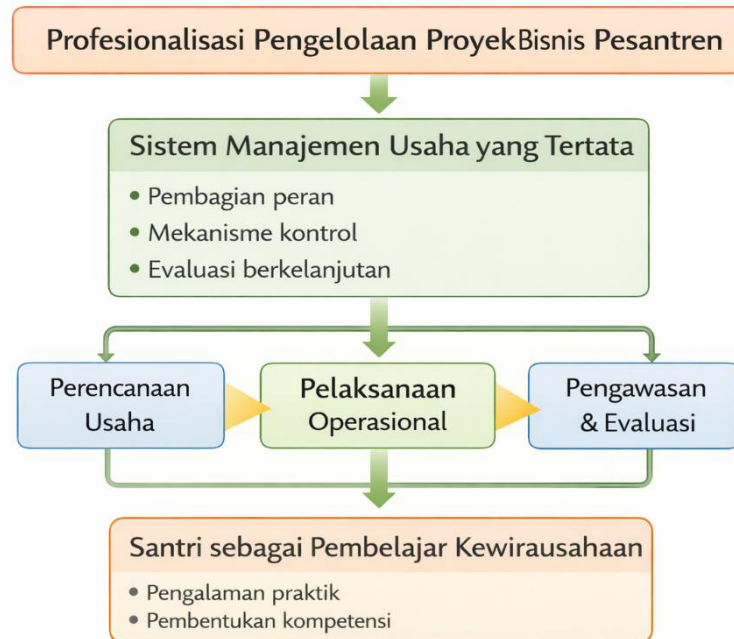 Profesionalisasi Pengelolaan ProyekBisnis Pesantren
Sistem Manajemen Usaha yang Tertata
• Pembagian peran
• Mekanisme kontrol
• Evaluasi berkelanjutan
Perencanaan
Usaha
Pelaksanaan
Operasional
Pengawasan
& Evaluasi
Santri sebagai Pembelajar Kewirausahaan
• Pengalaman praktik
• Pembentukan kompetensi